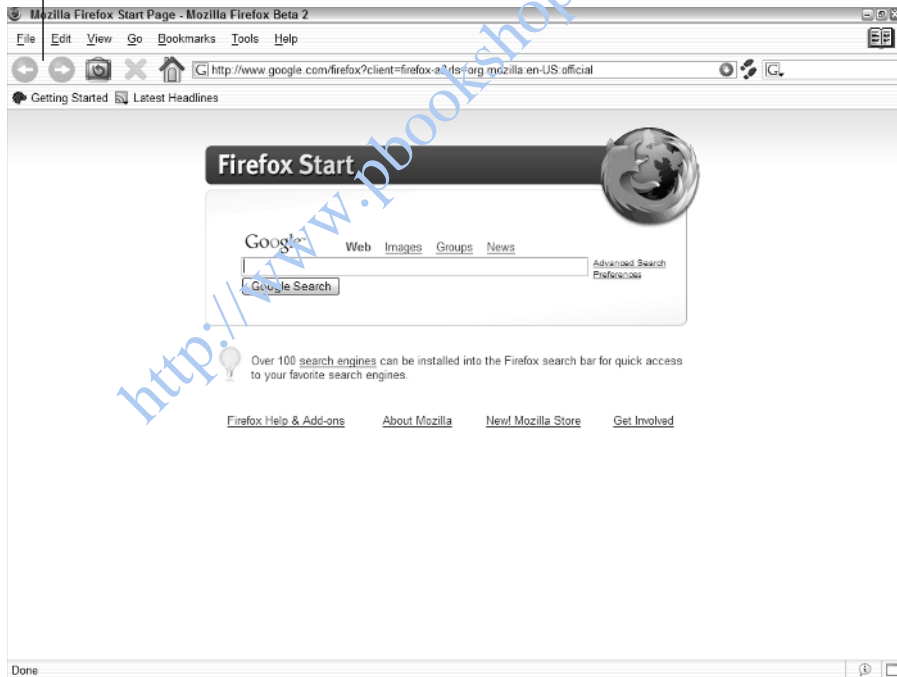 Mozilla Firefox Start Page - Mozilla Firefox Beta 2
File Edit View Go Bookmarks Tools Help
G http://www.google.com/firefox?client=firefox-a&rls=org.mozilla:en-US:official G
Getting Started Latest Headlines
Firefox Start
Google Web Images Groups News
Advanced Search
Preferences
Google Search
Over 100 search engines can be installed into the Firefox search bar for quick access
to your favorite search engines.
Firefox Help & Add-ons About Mozilla New! Mozilla Store Get Involved
Done
http://www.pbookshop